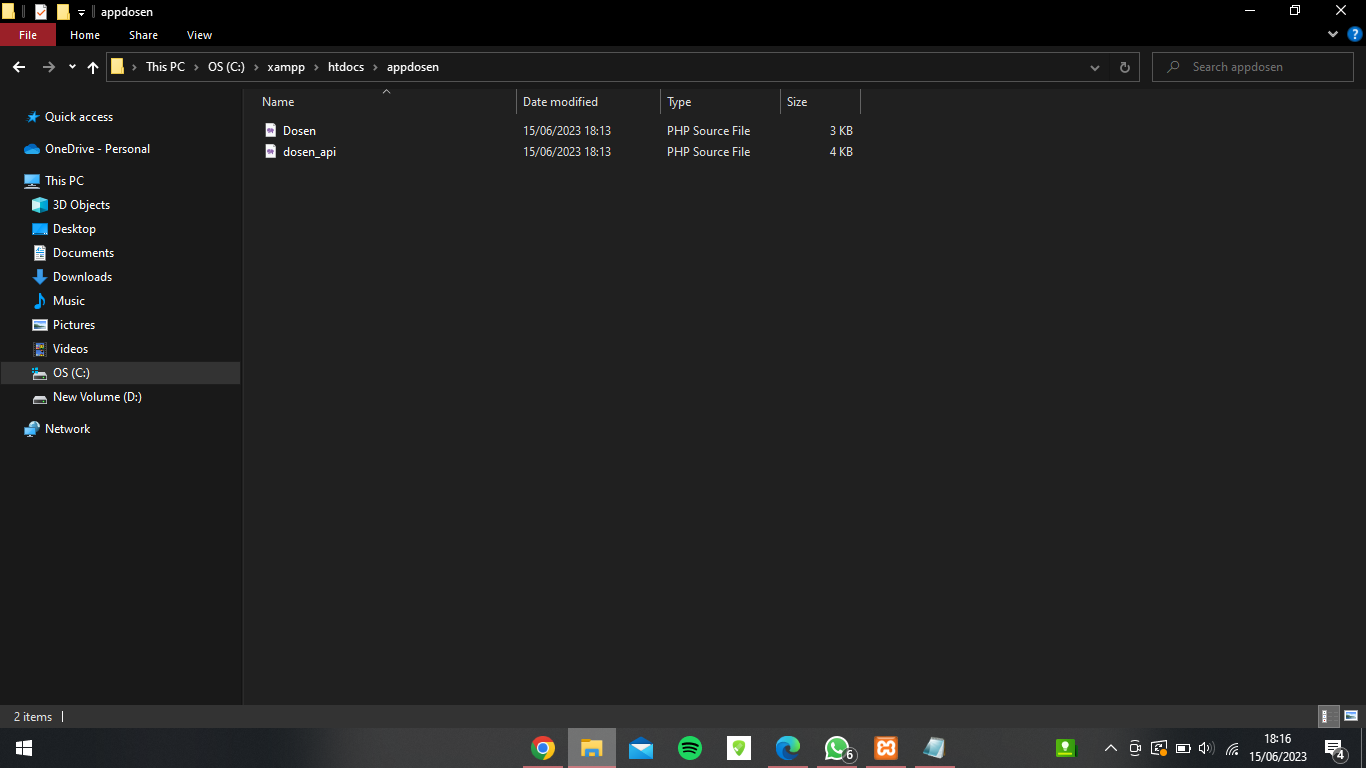 appdosen
File Home Share View
This PC OS (C:) xampp htdocs appdosen Search appdosen
Name Date modified Type Size
Dosen 15/06/2023 18:13 PHP Source File 3 KB
dosen_api 15/06/2023 18:13 PHP Source File 4 KB
Quick access
OneDrive - Personal
This PC
3D Objects
Desktop
Documents
Downloads
Music
Pictures
Videos
OS (C:)
New Volume (D:)
Network
2 items
6
18:16
15/06/2023
4